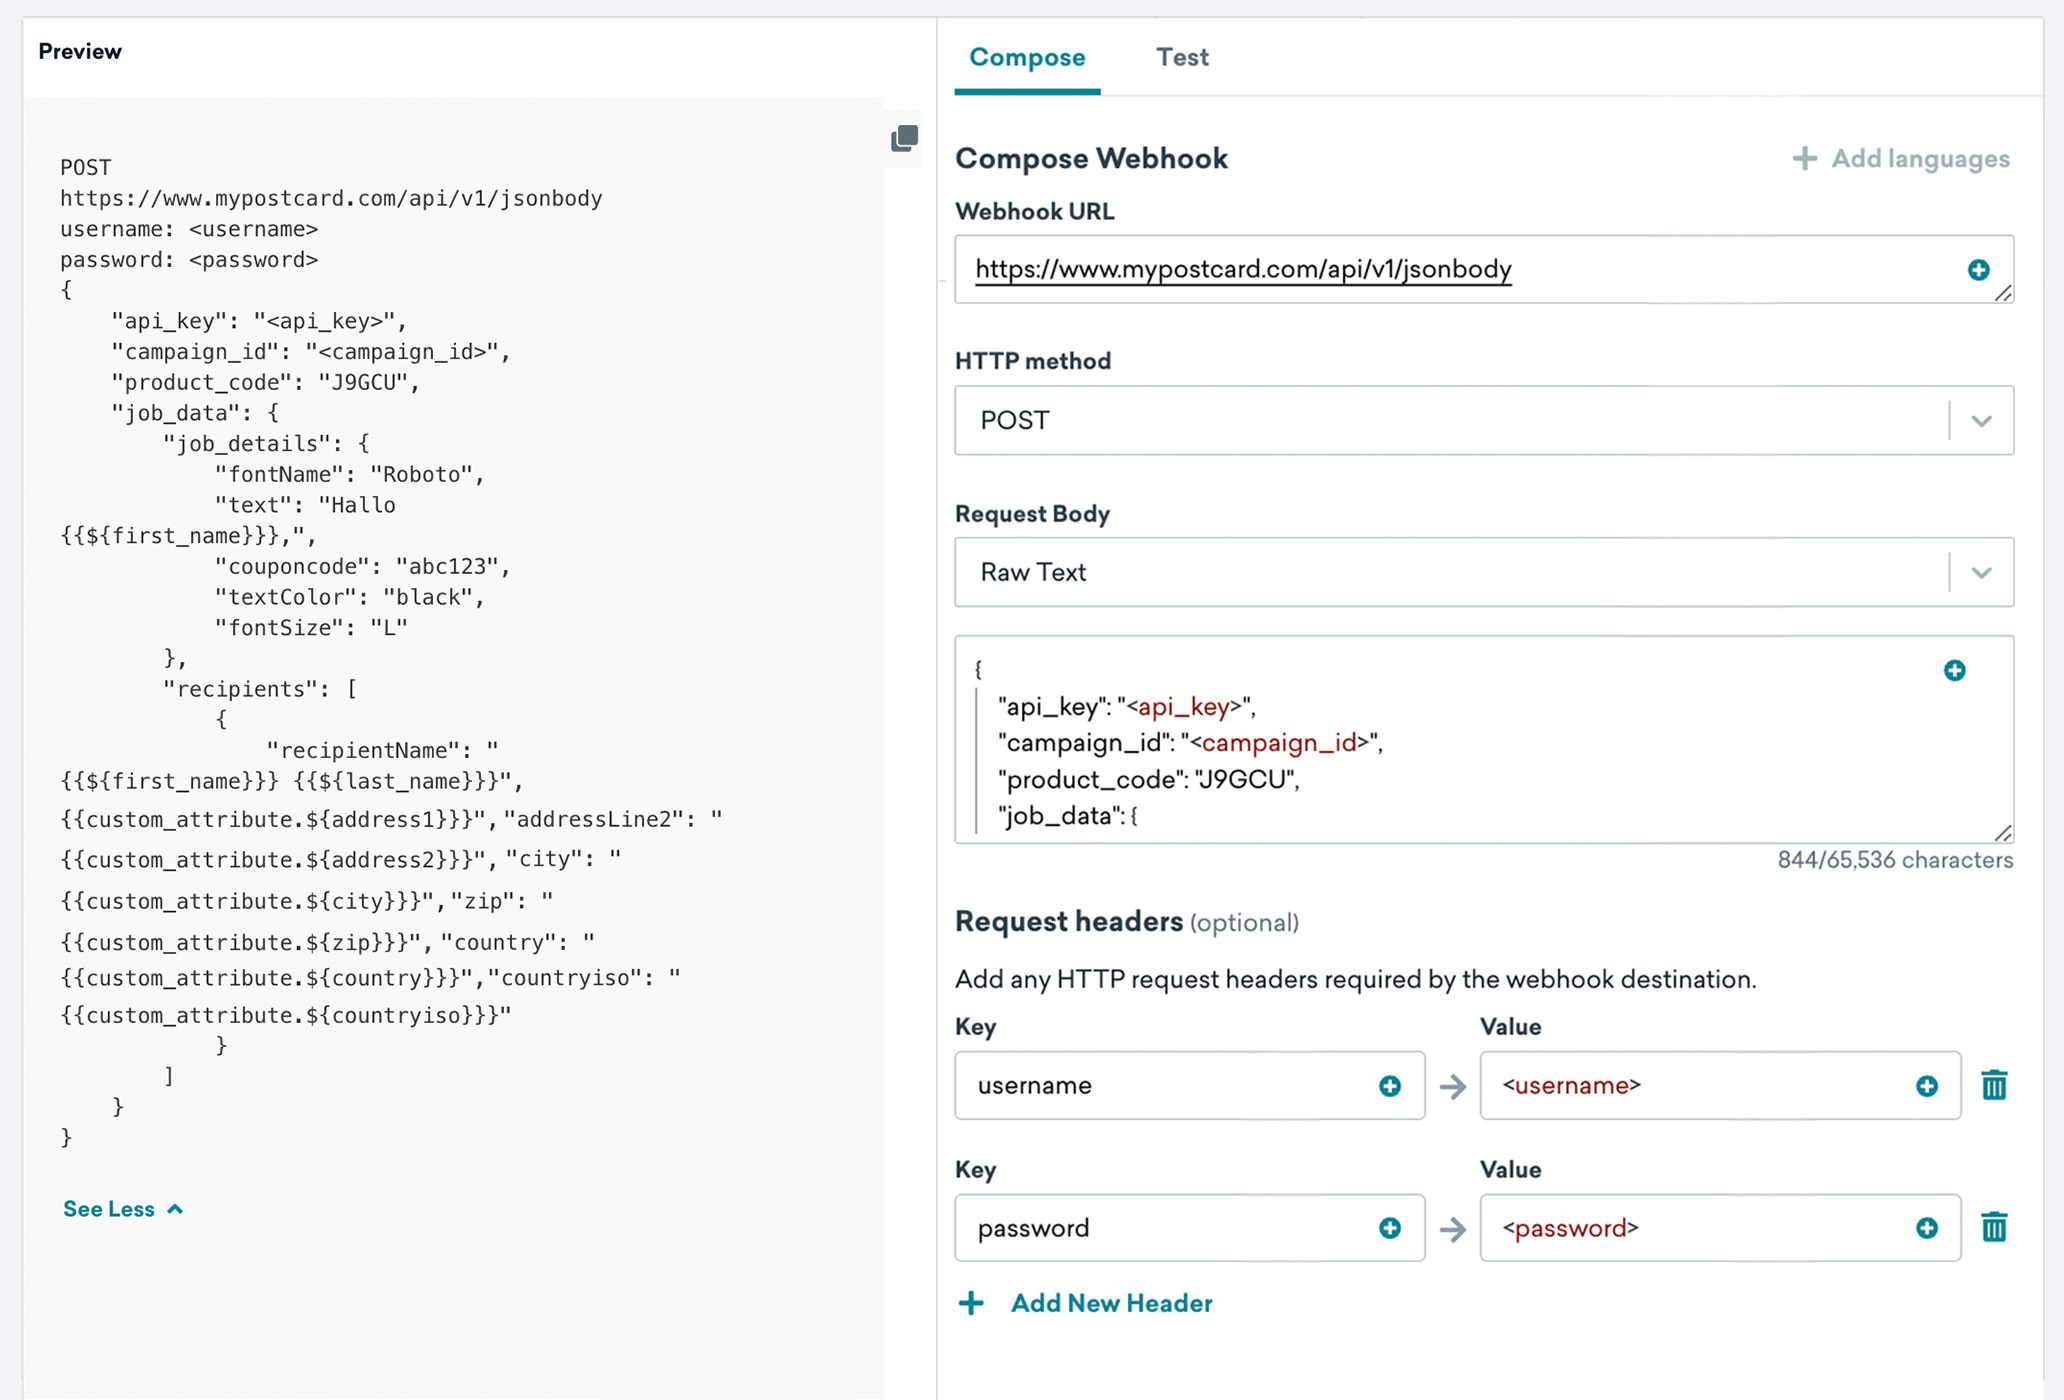 Preview
POST
https://www.mypostcard.com/api/v1/jsonbody
username: <username>
password: <password>
{
    "api_key": "<api_key>",
    "campaign_id": "<campaign_id>",
    "product_code": "J9GCU",
    "job_data": {
        "job_details": {
            "fontName": "Roboto",
            "text": "Hallo
{{${first_name}}},",
            "couponcode": "abc123",
            "textColor": "black",
            "fontSize": "L"
        },
        "recipients": [
            {
                "recipientName": "
{{${first_name}}} {{${last_name}}}",
{{custom_attribute.${address1}}}","addressLine2": "
{{custom_attribute.${address2}}}", "city": "
{{custom_attribute.${city}}}","zip": "
{{custom_attribute.${zip}}}", "country": "
{{custom_attribute.${country}}}","countryiso": "
{{custom_attribute.${countryiso}}}"
            }
        ]
    }
}
See Less
Compose Test
Compose Webhook
Add languages
Webhook URL
https://www.mypostcard.com/api/v1/jsonbody
HTTP method
POST
Request Body
Raw Text
{
"api_key": "<api_key>",
"campaign_id": "<campaign_id>",
"product_code": "J9GCU",
"job_data": {
844/65,536 characters
Request headers (optional)
Add any HTTP request headers required by the webhook destination.
Key Value
username <username>
Key Value
password <password>
Add New Header